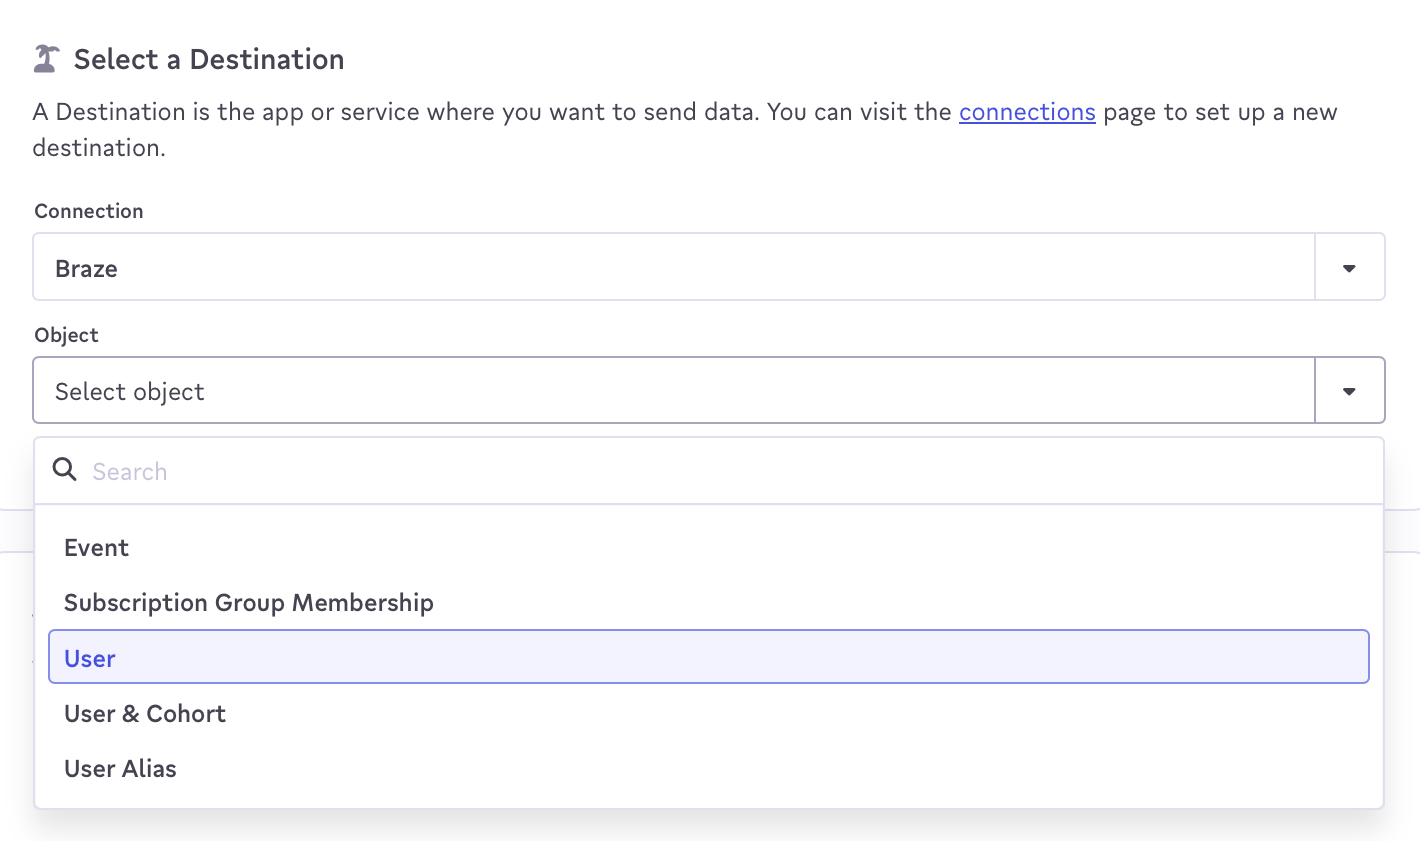 Select a Destination
A Destination is the app or service where you want to send data. You can visit the connections page to set up a new
destination.
Connection
Braze
Object
Select object
Search
Event
Subscription Group Membership
User
User & Cohort
User Alias